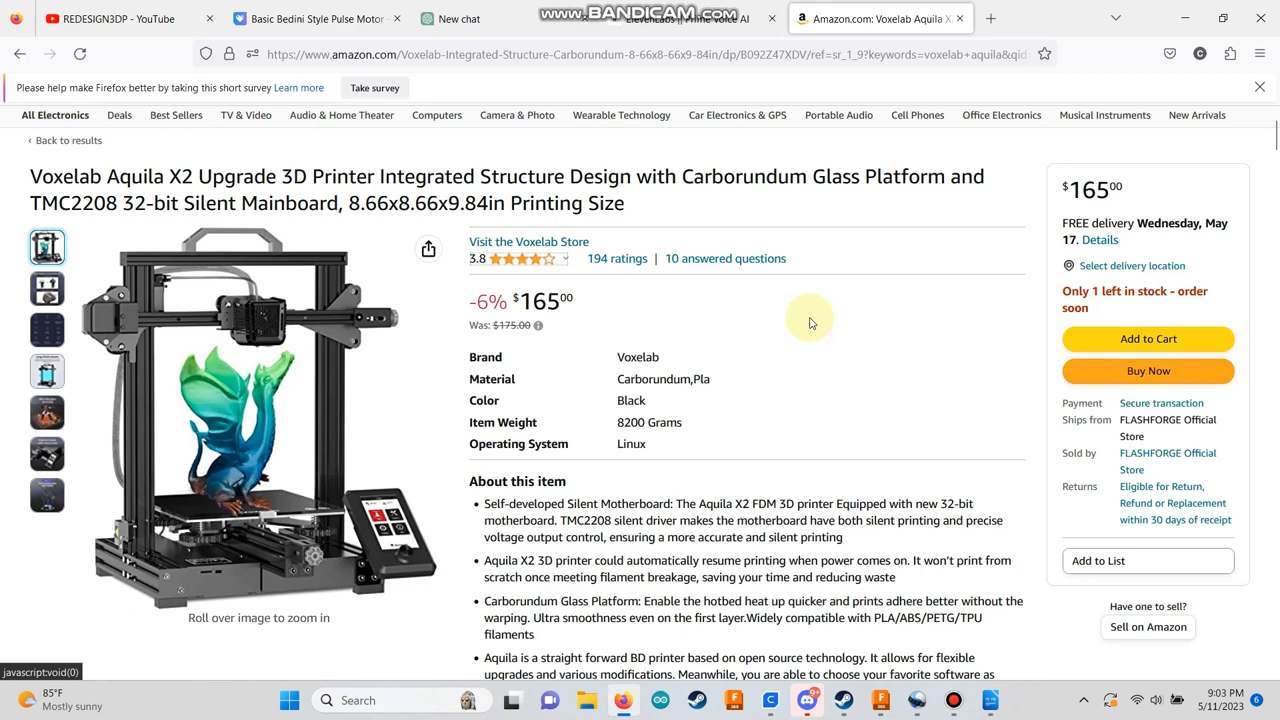 www.BANDICAM.com
REDESIGN3DP - YouTube
Basic Bedini Style Pulse Motor -
New chat
ElevenLabs || Prime Voice AI
Amazon.com: Voxelab Aquila X
https://www.amazon.com/Voxelab-Integrated-Structure-Carborundum-8-66x8-66x9-84in/dp/B092Z47XDV/ref=sr_1_9?keywords=voxelab+aquila&qid
Please help make Firefox better by taking this short survey Learn more
Take survey
All Electronics Deals Best Sellers TV & Video Audio & Home Theater Computers Camera & Photo Wearable Technology Car Electronics & GPS Portable Audio Cell Phones Office Electronics Musical Instruments New Arrivals
‹ Back to results
Voxelab Aquila X2 Upgrade 3D Printer Integrated Structure Design with Carborundum Glass Platform and
TMC2208 32-bit Silent Mainboard, 8.66x8.66x9.84in Printing Size
Visit the Voxelab Store
3.8 194 ratings | 10 answered questions
-6% $16500
Was: $175.00
Brand Voxelab
Material Carborundum,Pla
Color Black
Item Weight 8200 Grams
Operating System Linux
About this item
• Self-developed Silent Motherboard: The Aquila X2 FDM 3D printer Equipped with new 32-bit
motherboard. TMC2208 silent driver makes the motherboard have both silent printing and precise
voltage output control, ensuring a more accurate and silent printing
• Aquila X2 3D printer could automatically resume printing when power comes on. It won’t print from
scratch once meeting filament breakage, saving your time and reducing waste
• Carborundum Glass Platform: Enable the hotbed heat up quicker and prints adhere better without the
warping. Ultra smoothness even on the first layer.Widely compatible with PLA/ABS/PETG/TPU
filaments
• Aquila is a straight forward BD printer based on open source technology. It allows for flexible
upgrades and various modifications. Meanwhile, you are able to choose your favorite software as
Roll over image to zoom in
$16500
FREE delivery Wednesday, May
17. Details
Select delivery location
Only 1 left in stock - order
soon
Add to Cart
Buy Now
Payment Secure transaction
Ships from FLASHFORGE Official
Store
Sold by FLASHFORGE Official
Store
Returns Eligible for Return,
Refund or Replacement
within 30 days of receipt
Add to List
Have one to sell?
Sell on Amazon
javascript:void(0)
85°F
Mostly sunny
Search
9:03 PM
5/11/2023
6